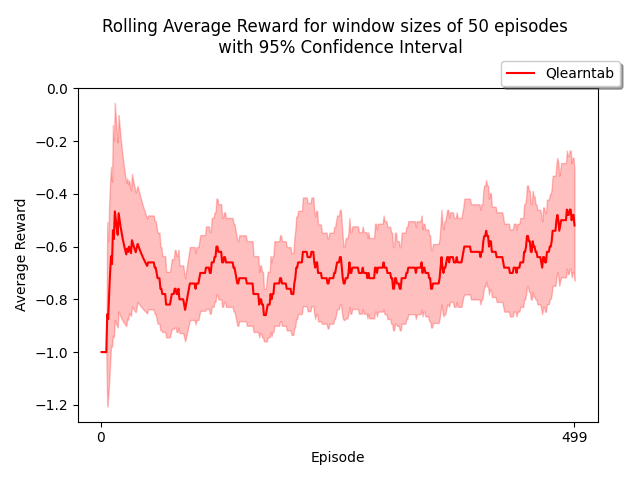 Rolling Average Reward for window sizes of 50 episodes
with 95% Confidence Interval
Qlearntab
0.0
−0.2
−0.4
−0.6
−0.8
−1.0
−1.2
Average Reward
0
499
Episode